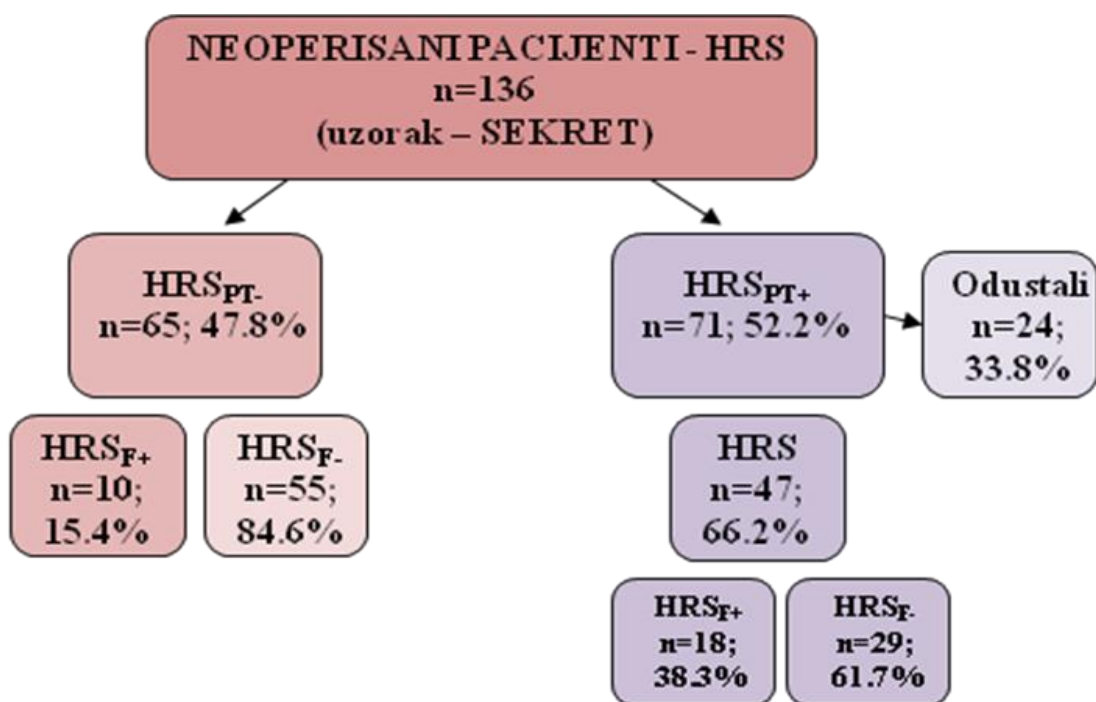 NEOPERISANI PACIJENTI - HRS
n=136
(uzorak – SEKRET)
HRSPT-
n=65; 47.8%
HRSPT+
n=71; 52.2%
Odustali
n=24;
33.8%
HRSF+
n=10;
15.4%
HRSF-
n=55;
84.6%
HRS
n=47;
66.2%
HRSF+
n=18;
38.3%
HRSF-
n=29;
61.7%